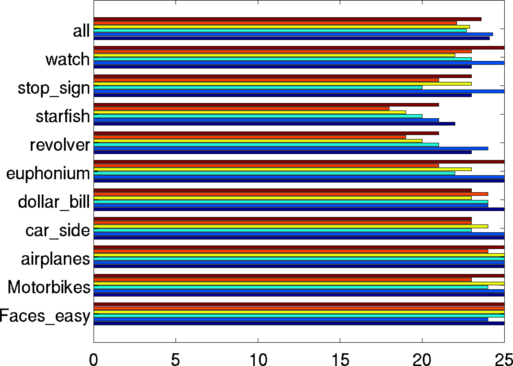 all
watch
stop_sign
starfish
revolver
euphonium
dollar_bill
car_side
airplanes
Motorbikes
Faces_easy
0 5 10 15 20 25